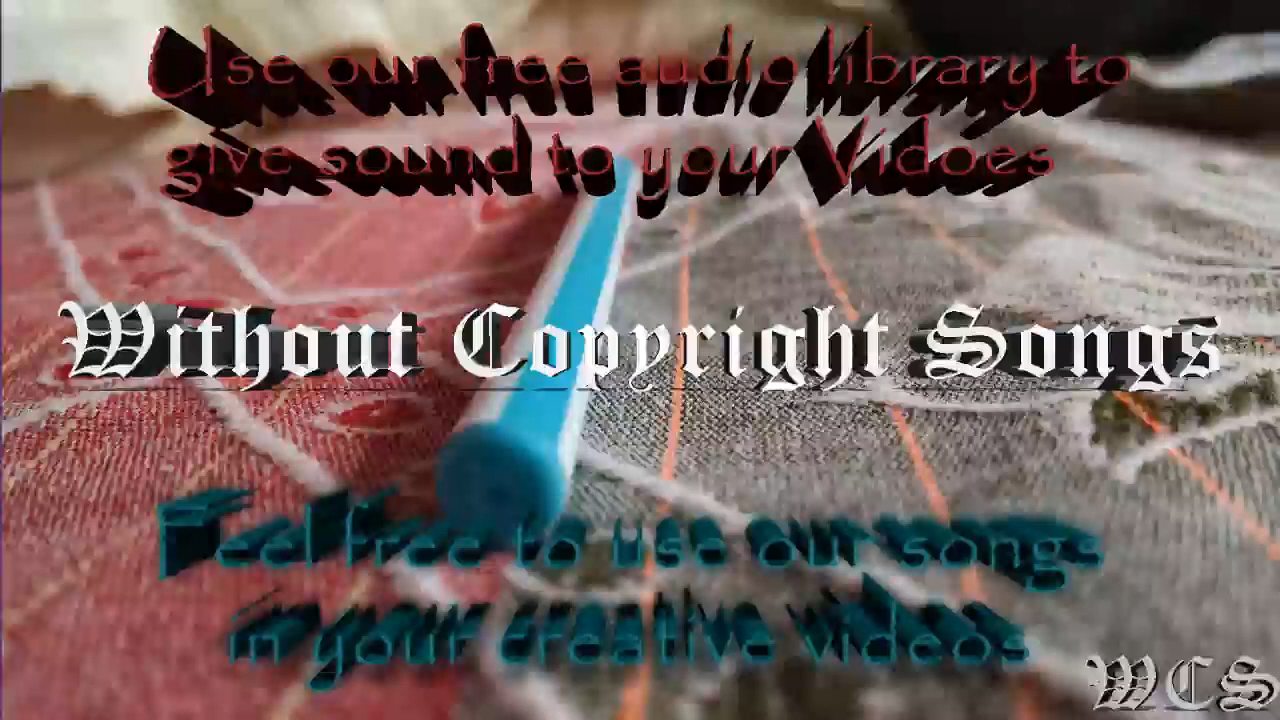 Use our free audio library to
give sound to your Vidoes
Without Copyright Songs
Feel free to use our songs
in your creative videos
WCS